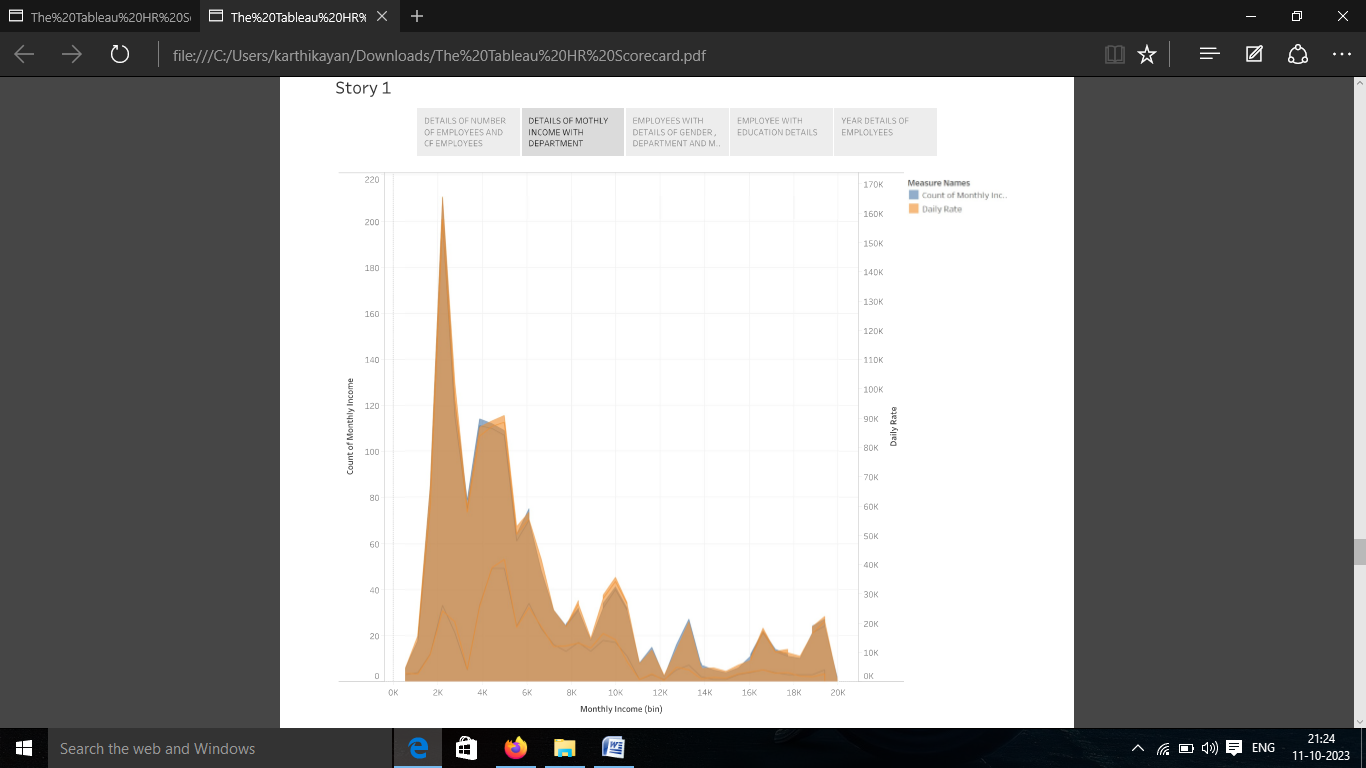 The%20Tableau%20HR%20S
The%20Tableau%20HR%
file:///C:/Users/karthikayan/Downloads/The%20Tableau%20HR%20Scorecard.pdf
Story 1
DETAILS OF NUMBER
OF EMPLOYEES AND
CF EMPLOYEES
DETAILS OF MOTHLY
INCOME WITH
DEPARTMENT
EMPLOYEES WITH
DETAILS OF GENDER ,
DEPARTMENT AND M..
EMPLOYEE WITH
EDUCATION DETAILS
YEAR DETAILS OF
EMPLOLYEES
220
200
180
160
140
120
100
80
60
40
20
0
Count of Monthly Income
170K
160K
150K
140K
130K
120K
110K
100K
90K
80K
70K
60K
50K
40K
30K
20K
10K
0K
Daily Rate
Measure Names
Count of Monthly Inc..
Daily Rate
0K 2K 4K 6K 8K 10K 12K 14K 16K 18K 20K
Monthly Income (bin)
Search the web and Windows
ENG
21:24
11-10-2023